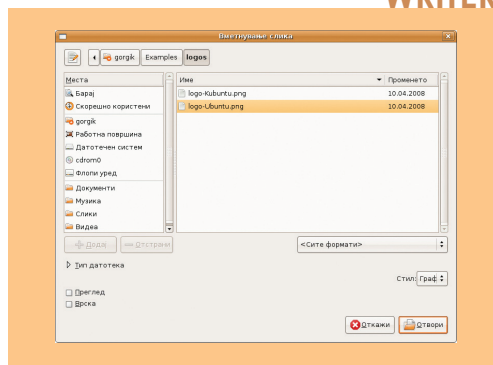 WRITER
Вметнување слика
gorgik Examples logos
Места
Барај
Скорешно користени
gorgik
Работна површина
Датотечен систем
cdrom0
Флопи уред
Документи
Музика
Слики
Видеа
Име Променето
logo-Kubuntu.png 10.04.2008
logo-Ubuntu.png 10.04.2008
Додај Отстрани
<Сите формати>
Тип датотека
Стил: Граф
Преглед
Врска
Откажи Отвори